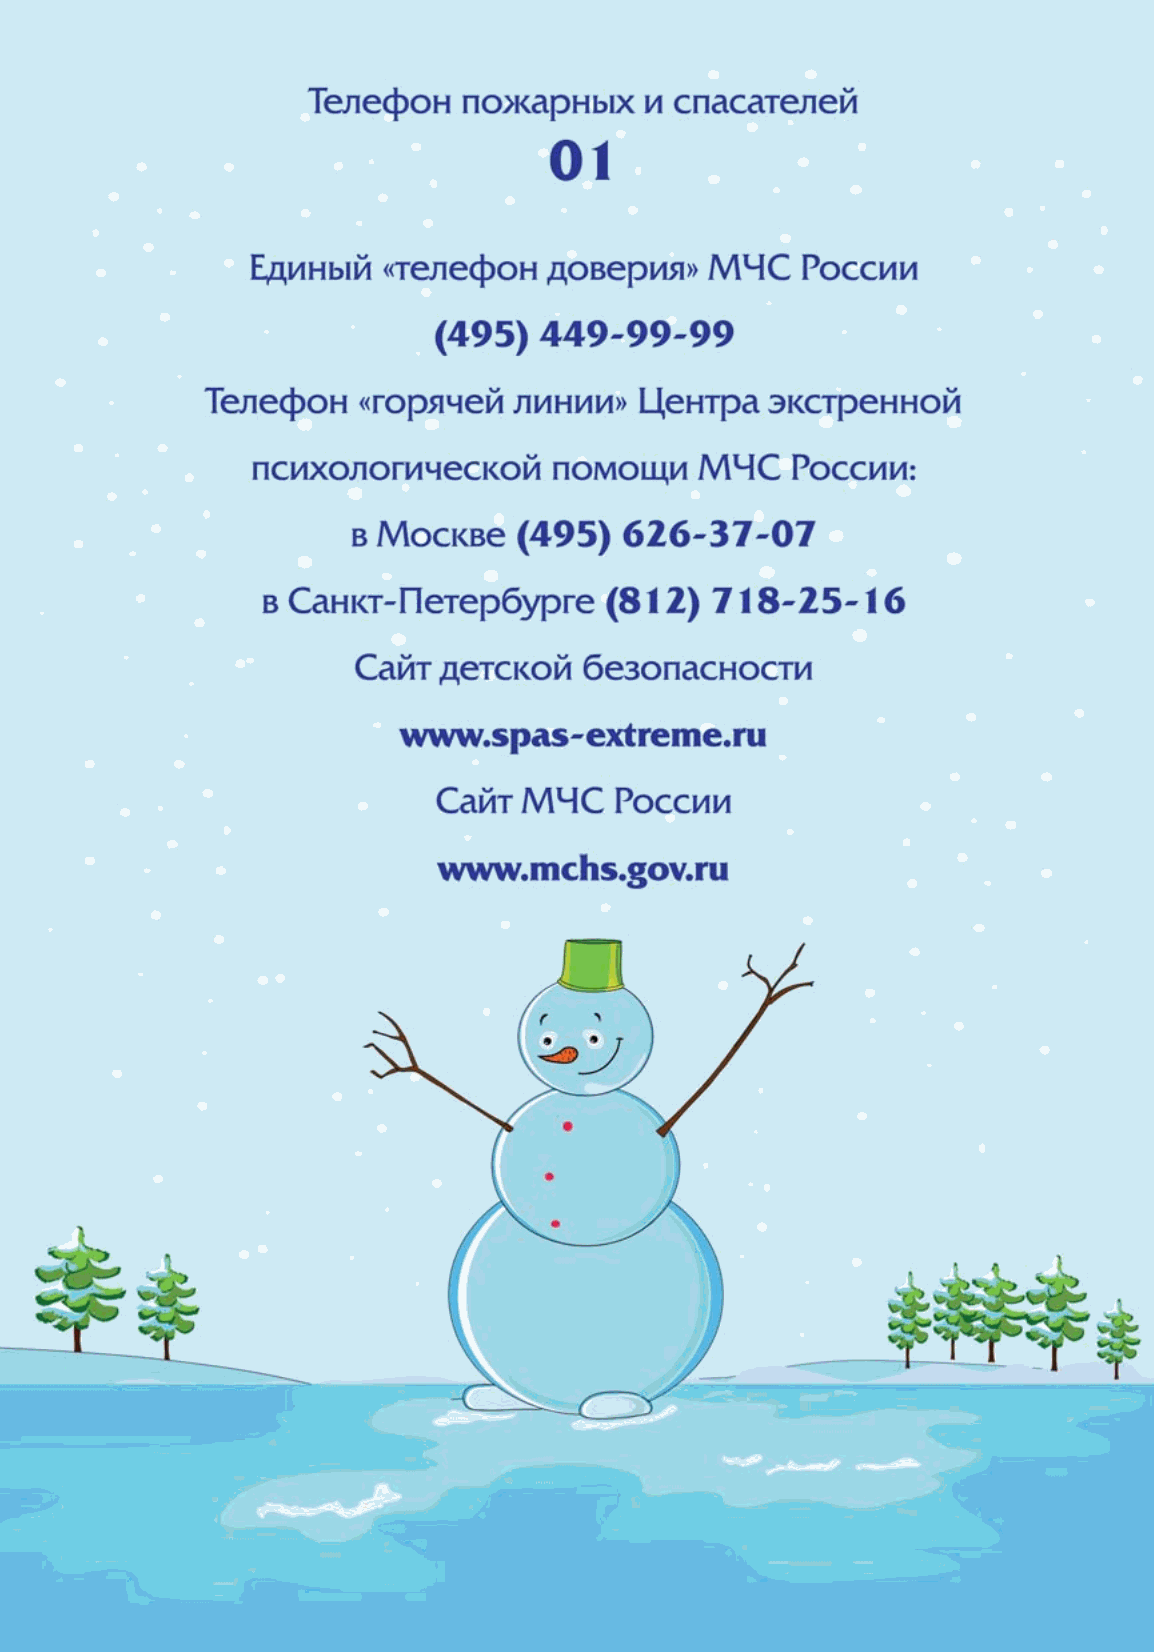 Телефон пожарных и спасателей
01
Единый «телефон доверия» МЧС России
(495) 449-99-99
Телефон «горячей линии» Центра экстренной
психологической помощи МЧС России:
в Москве (495) 626-37-07
в Санкт-Петербурге (812) 718-25-16
Сайт детской безопасности
www.spas-extreme.ru
Сайт МЧС России
www.mchs.gov.ru